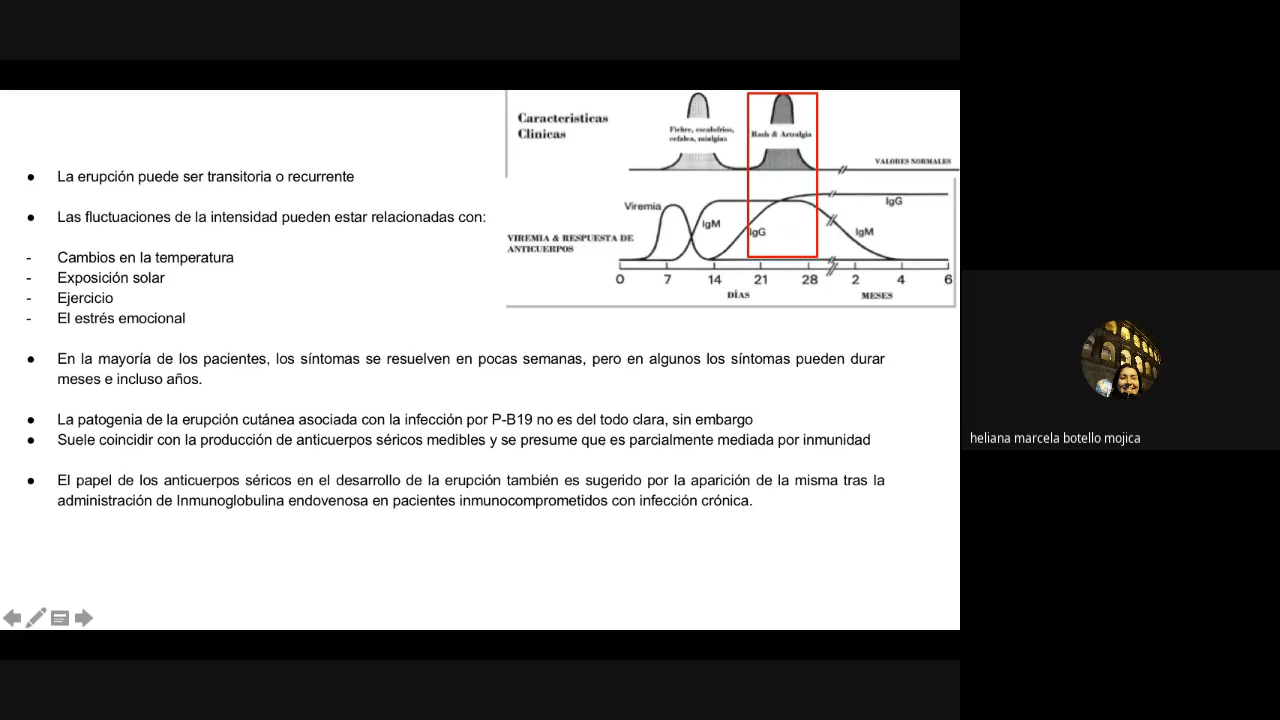 Caracteristicas
Clinicas
Fiebre, escalofrios,
cefalea, mialgias
Rash & Artralgia
VALORES NORMALES
● La erupción puede ser transitoria o recurrente
● Las fluctuaciones de la intensidad pueden estar relacionadas con:
- Cambios en la temperatura
- Exposición solar
- Ejercicio
- El estrés emocional
Viremia
IgM
IgG
IgG
IgM
VIREMIA & RESPUESTA DE
ANTICUERPOS
0 7 14 21 28 2 4 6
DÍAS MESES
● En la mayoría de los pacientes, los síntomas se resuelven en pocas semanas, pero en algunos los síntomas pueden durar
meses e incluso años.
● La patogenia de la erupción cutánea asociada con la infección por P-B19 no es del todo clara, sin embargo
● Suele coincidir con la producción de anticuerpos séricos medibles y se presume que es parcialmente mediada por inmunidad
● El papel de los anticuerpos séricos en el desarrollo de la erupción también es sugerido por la aparición de la misma tras la
administración de Inmunoglobulina endovenosa en pacientes inmunocomprometidos con infección crónica.
heliana marcela botello mojica